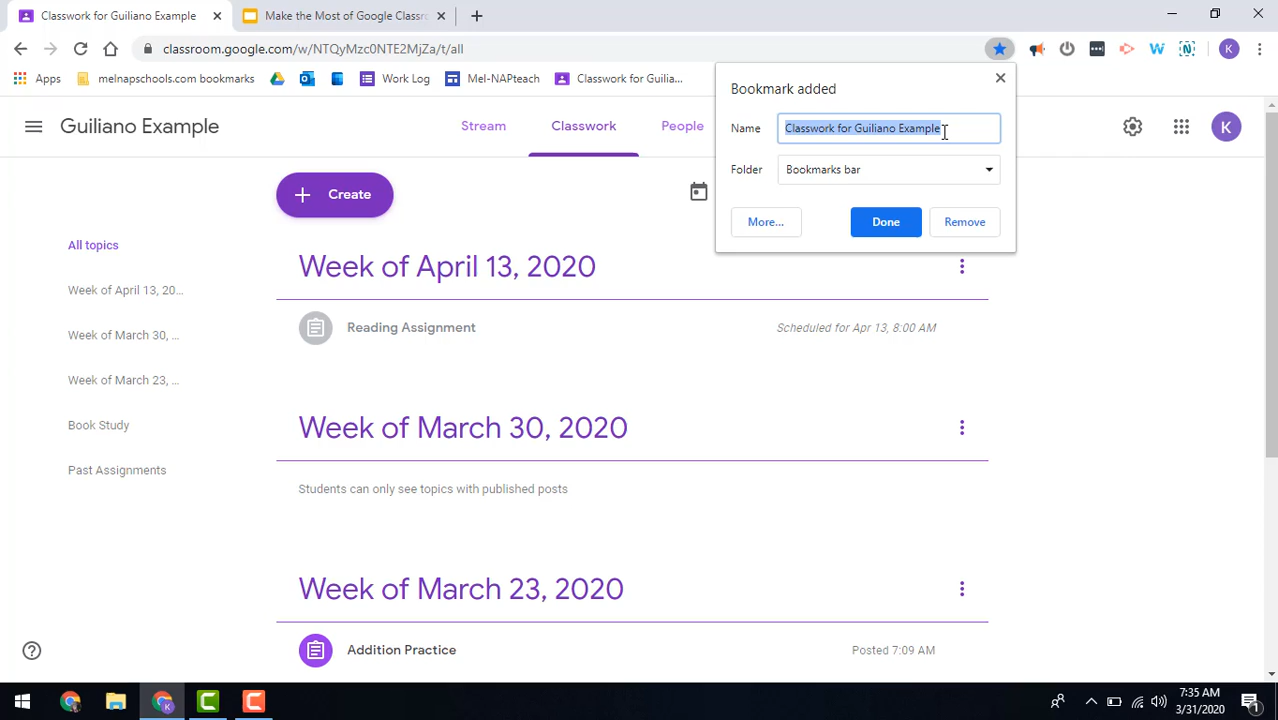 Classwork for Guiliano Example
Make the Most of Google Classro
classroom.google.com/w/NTQyMzc0NTE2MjZa/t/all
K
Apps
melnapschools.com bookmarks
Work Log
Mel-NAPteach
Classwork for Guilia...
Bookmark added
Name
Classwork for Guiliano Example
Folder
Bookmarks bar
More...
Done
Remove
Guiliano Example
Stream
Classwork
People
K
Create
All topics
Week of April 13, 20...
Week of March 30, ...
Week of March 23, ...
Book Study
Past Assignments
Week of April 13, 2020
Reading Assignment
Scheduled for Apr 13, 8:00 AM
Week of March 30, 2020
Students can only see topics with published posts
Week of March 23, 2020
Addition Practice
Posted 7:09 AM
7:35 AM
3/31/2020
1